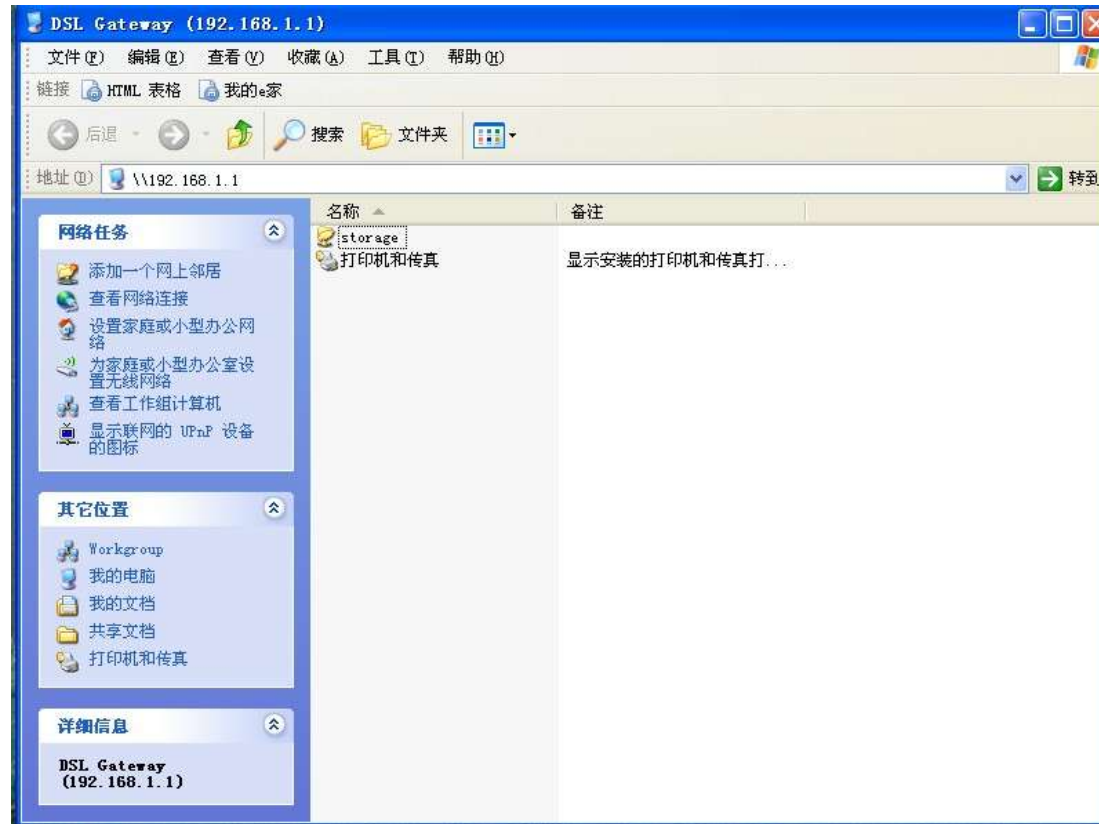 DSL Gateway (192.168.1.1)
文件(F) 编辑(E) 查看(V) 收藏(A) 工具(T) 帮助(H)
链接 HTML 表格 我的e家
后退 搜索 文件夹
地址(D) \\192.168.1.1 转到
名称 备注
storage
打印机和传真 显示安装的打印机和传真打...
网络任务
添加一个网上邻居
查看网络连接
设置家庭或小型办公网
络
为家庭或小型办公室设
置无线网络
查看工作组计算机
显示联网的 UPnP 设备
的图标
其它位置
Workgroup
我的电脑
我的文档
共享文档
打印机和传真
详细信息
DSL Gateway
(192.168.1.1)